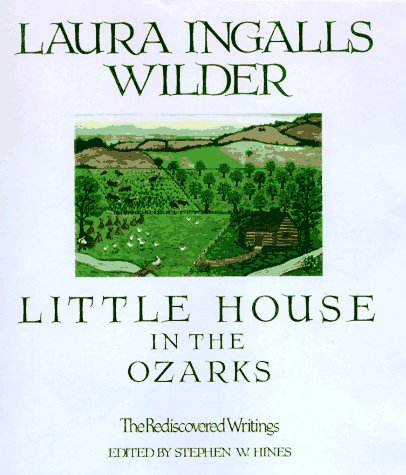 LAURA INGALLS
WILDER
LITTLE HOUSE
IN THE
OZARKS
The Rediscovered Writings
EDITED BY STEPHEN W. HINES